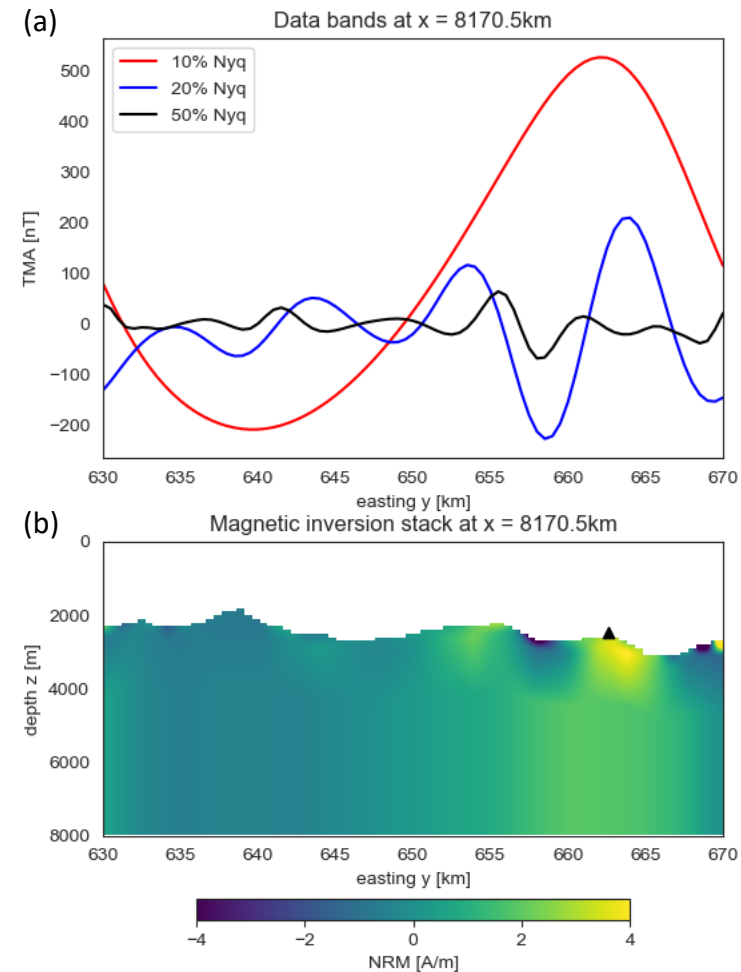 (a)
Data bands at x = 8170.5km
10% Nyq
20% Nyq
50% Nyq
500
400
300
200
100
0
−100
−200
TMA [nT]
630 635 640 645 650 655 660 665 670
easting y [km]
(b)
Magnetic inversion stack at x = 8170.5km
0
2000
4000
6000
8000
depth z [m]
630 635 640 645 650 655 660 665 670
easting y [km]
−4 −2 0 2 4
NRM [A/m]